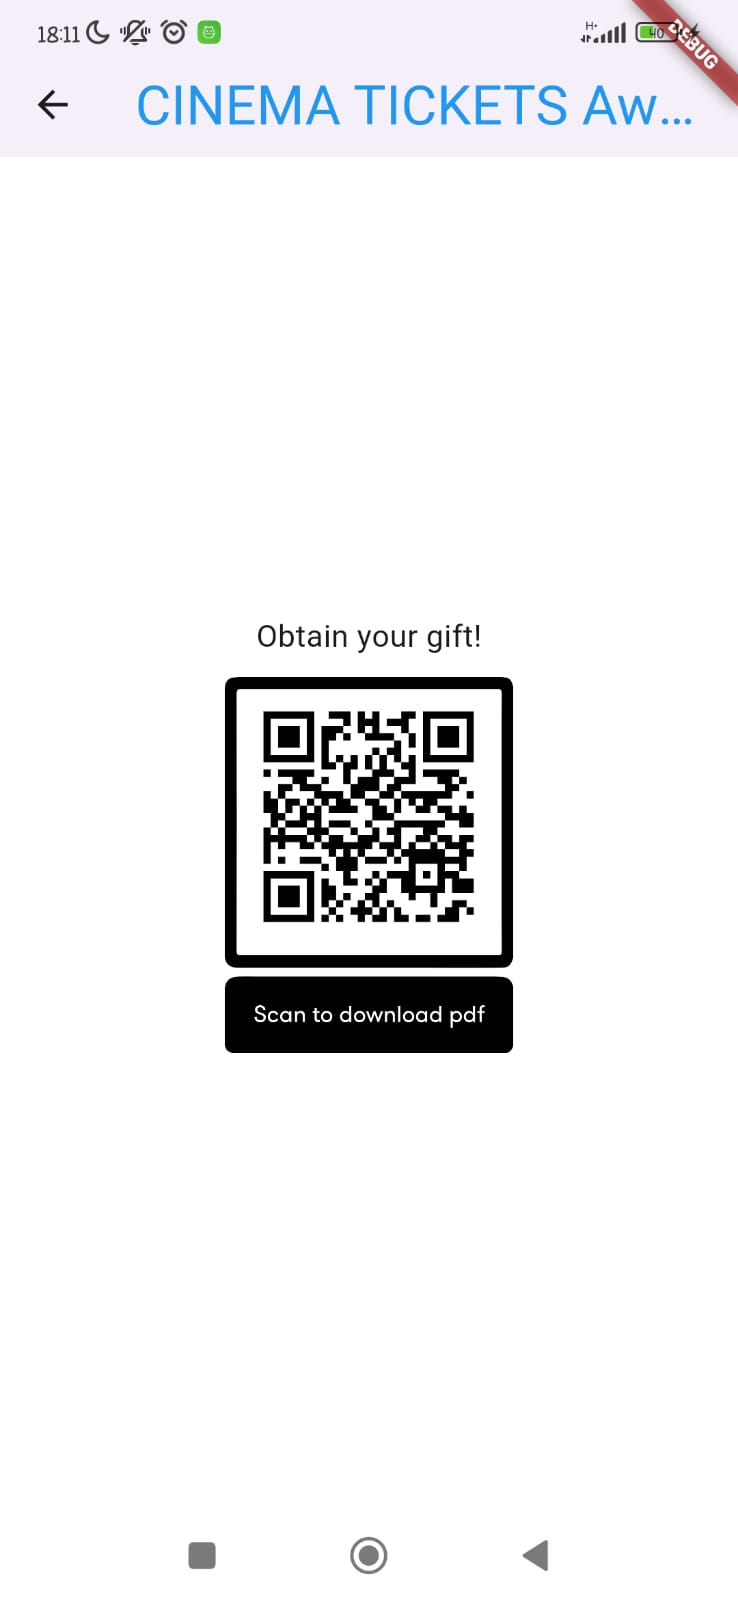 18:11
H+
40
DEBUG
CINEMA TICKETS Aw...
Obtain your gift!
Scan to download pdf